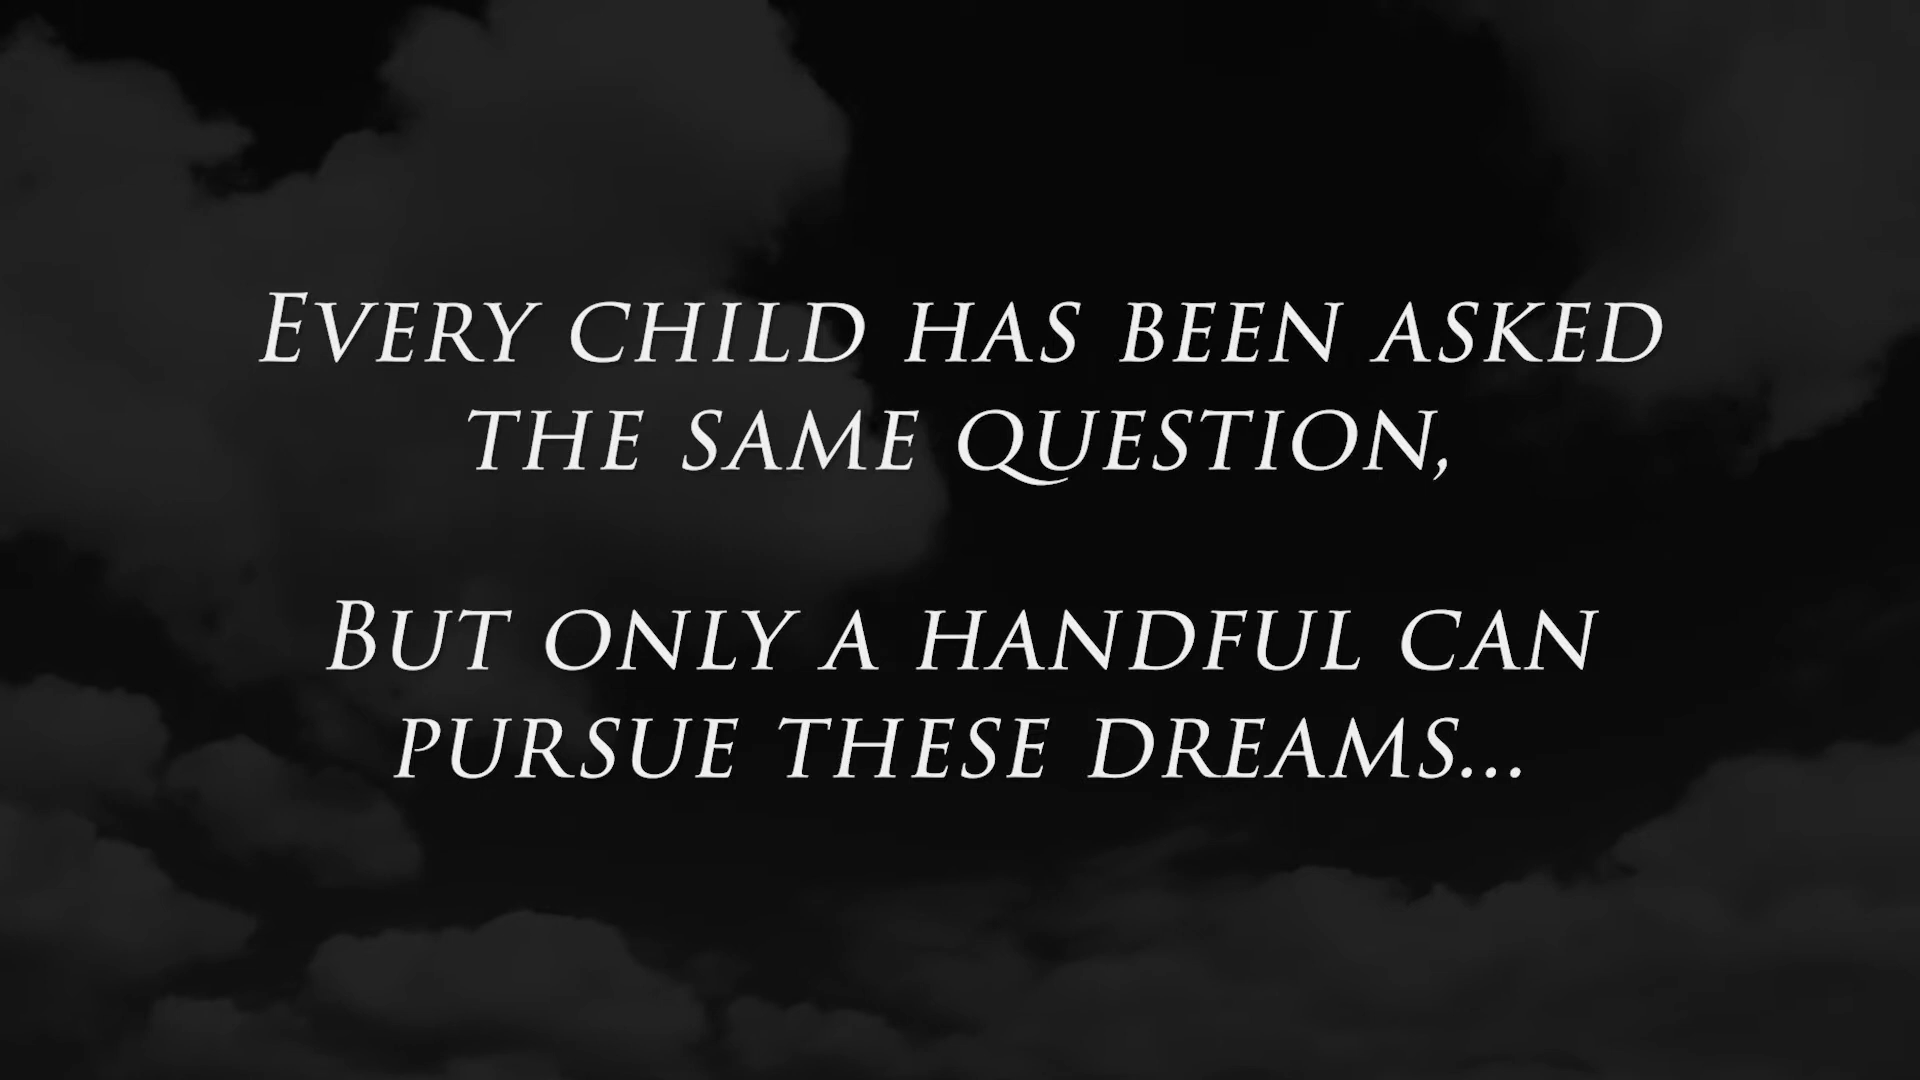 Every child has been asked
the same question,
But only a handful can
pursue these dreams...